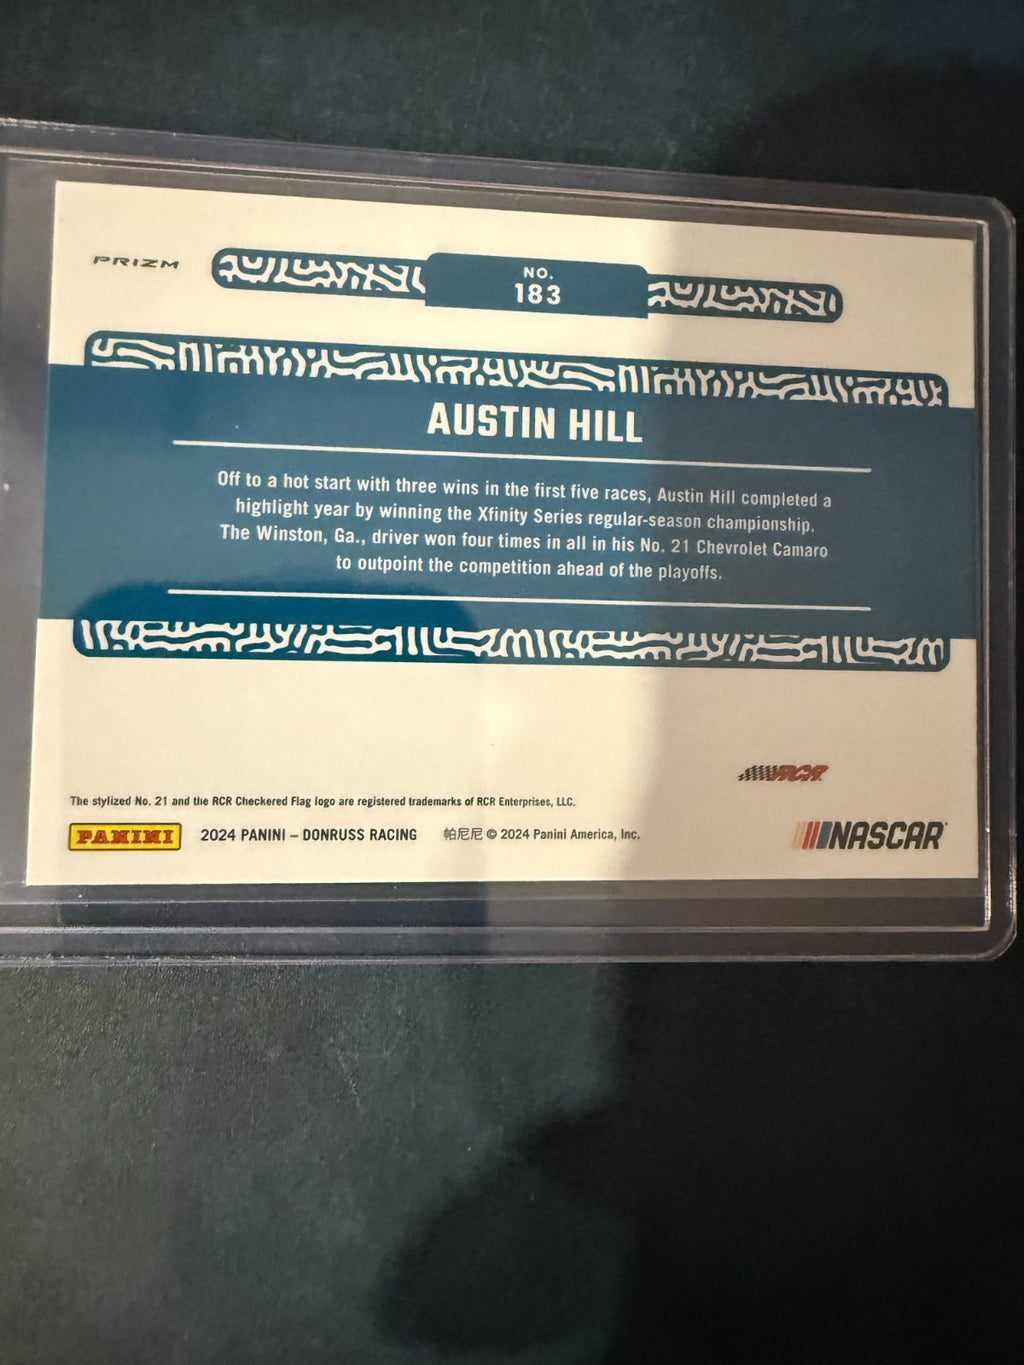 PRIZM
NO.
183
AUSTIN HILL
Off to a hot start with three wins in the first five races, Austin Hill completed a
highlight year by winning the Xfinity Series regular-season championship.
The Winston, Ga., driver won four times in all in his No. 21 Chevrolet Camaro
to outpoint the competition ahead of the playoffs.
RCR
The stylized No. 21 and the RCR Checkered Flag logo are registered trademarks of RCR Enterprises, LLC.
PANINI 2024 PANINI – DONRUSS RACING 帕尼尼 © 2024 Panini America, Inc. NASCAR